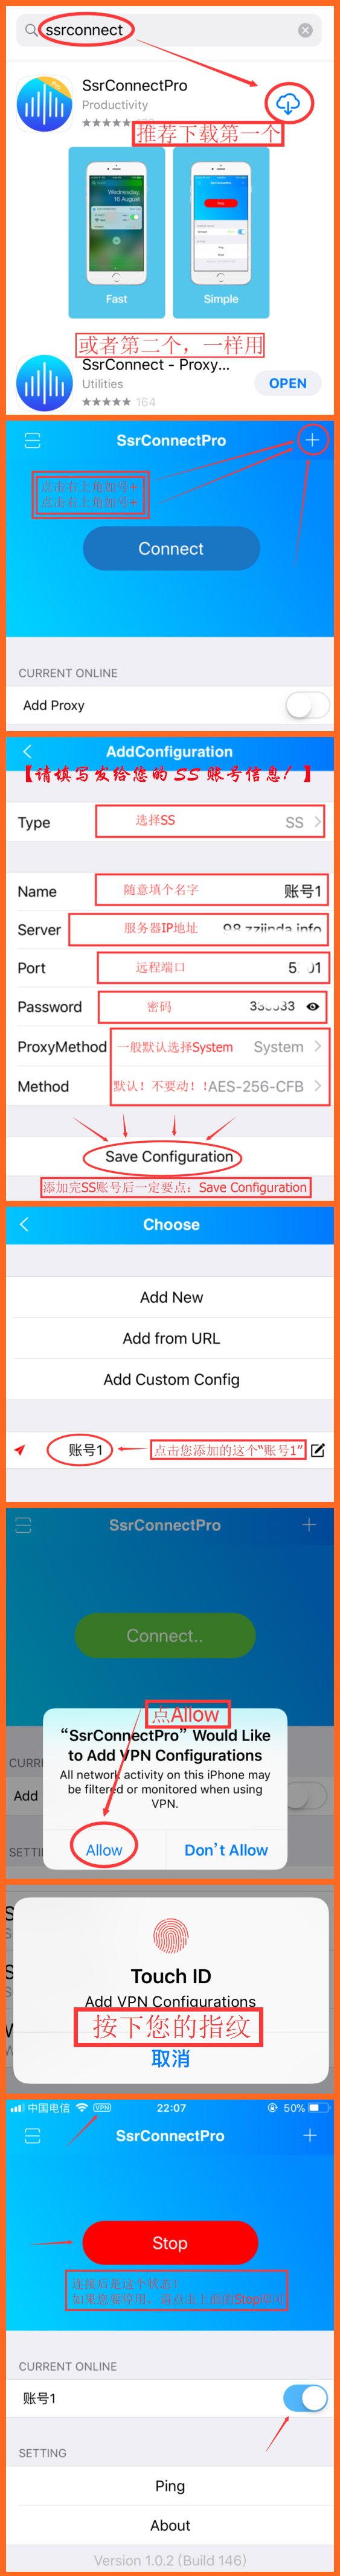 ssrconnect
SsrConnectPro
Productivity
推荐下载第一个
Wednesday,
16 August
Fast
Simple
或者第二个，一样用
SsrConnect - Proxy...
Utilities
OPEN
164
SsrConnectPro
点击右上角加号+
点击右上角加号+
Connect
CURRENT ONLINE
Add Proxy
AddConfiguration
【请填写发给您的 SS 账号信息！】
Type 选择SS SS
Name 随意填个名字 账号1
Server 服务器IP地址
Port 远程端口
Password 密码
ProxyMethod 一般默认选择System System
Method 默认！不要动！！AES-256-CFB
Save Configuration
添加完SS账号后一定要点：Save Configuration
Choose
Add New
Add from URL
Add Custom Config
账号1 点击您添加的这个“账号1”
SsrConnectPro
Connect..
点Allow
“SsrConnectPro” Would Like
to Add VPN Configurations
All network activity on this iPhone may
be filtered or monitored when using
VPN.
CURR
Add
Allow Don’t Allow
SETTI
Touch ID
Add VPN Configurations
按下您的指纹
取消
中国电信 VPN 22:07 50%
SsrConnectPro
Stop
连接后是这个状态！
如果您要停用，请点击上面的Stop即可
CURRENT ONLINE
账号1
SETTING
Ping
About
Version 1.0.2 (Build 146)